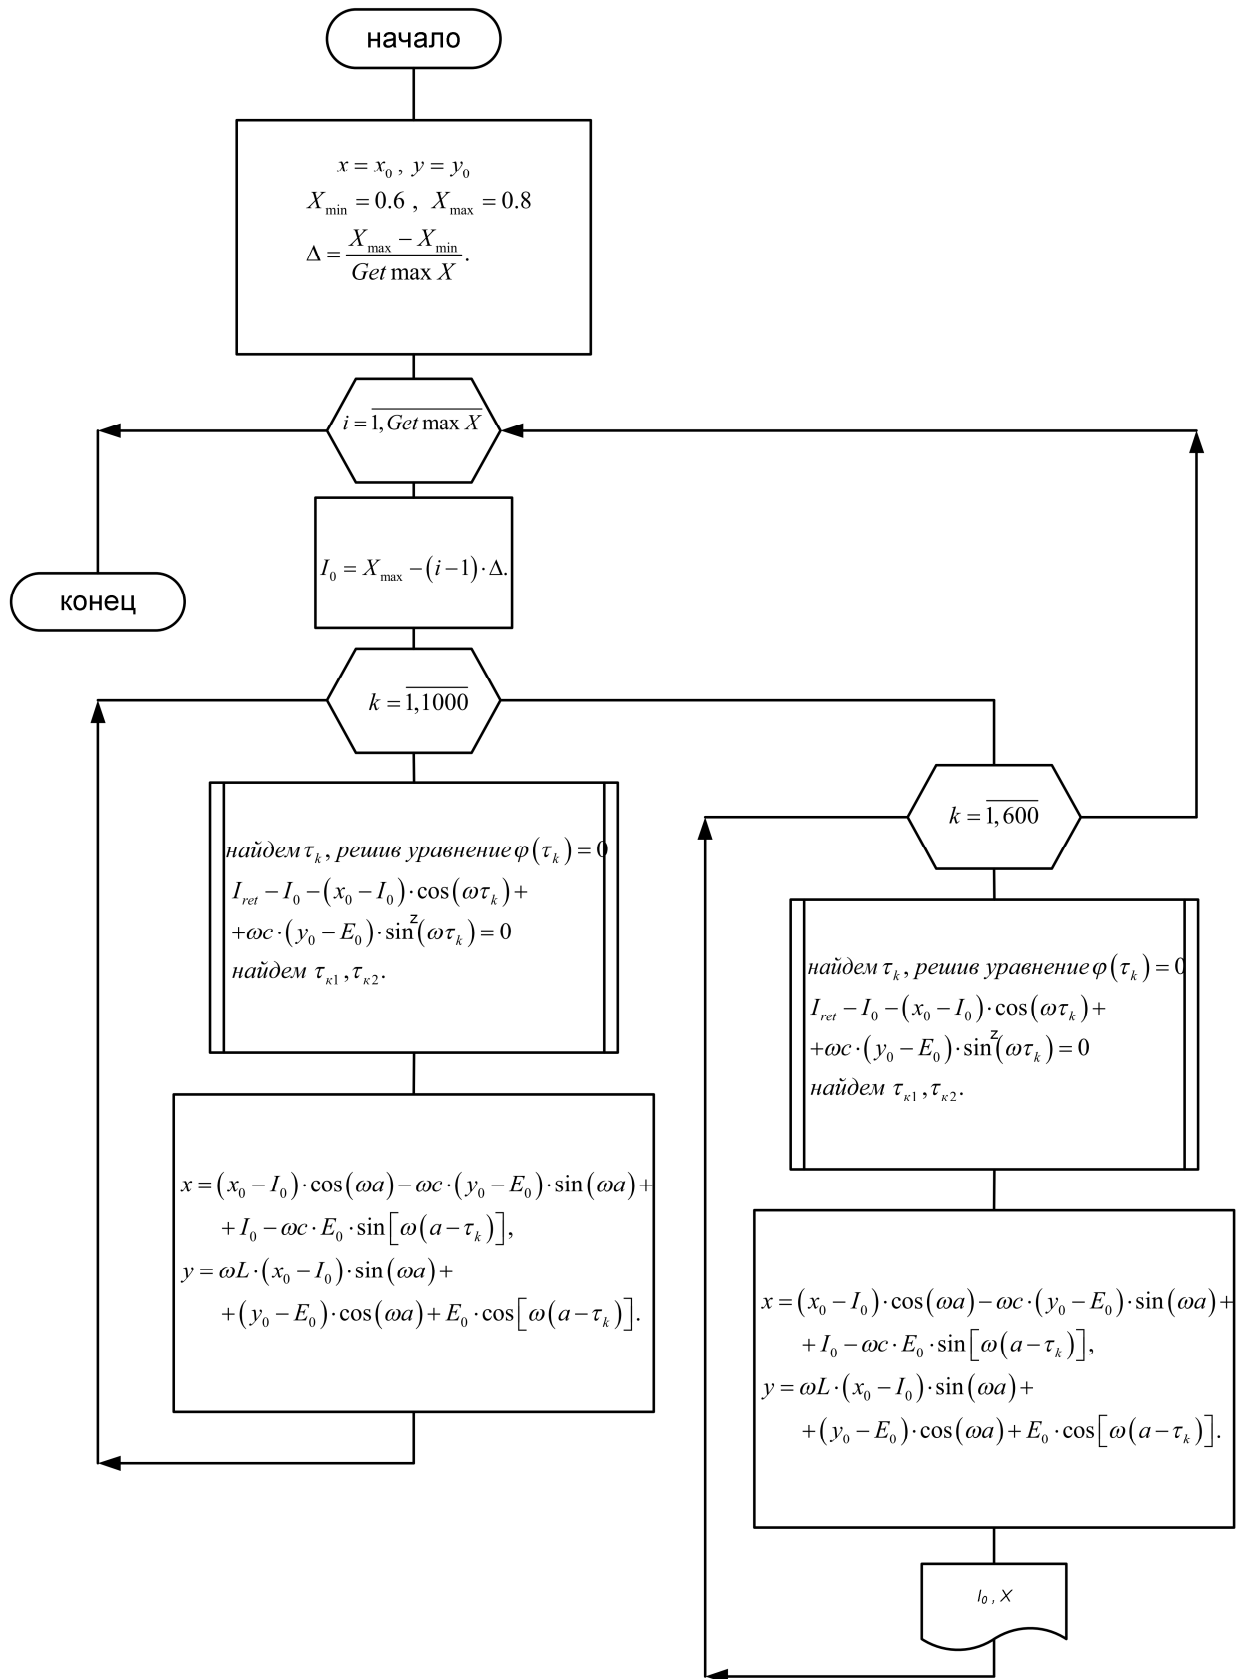 начало
x = x₀ , y = y₀
X_min = 0.6 , X_max = 0.8
Δ = (X_max − X_min) / (Get max X).
i = 1, Get max X
I₀ = X_max − (i−1)·Δ.
конец
k = 1,1000
найдем τ_k, решив уравнение φ(τ_k) = 0
I_ret − I₀ − (x₀ − I₀)·cos(ωτ_k) +
+ωc·(y₀ − E₀)·sin(ωτ_k) = 0
z
найдем τ_к1, τ_к2.
x = (x₀ − I₀)·cos(ωa) − ωc·(y₀ − E₀)·sin(ωa) +
+ I₀ − ωc·E₀·sin[ω(a−τ_k)],
y = ωL·(x₀ − I₀)·sin(ωa) +
+(y₀ − E₀)·cos(ωa) + E₀·cos[ω(a−τ_k)].
k = 1,600
найдем τ_k, решив уравнение φ(τ_k) = 0
I_ret − I₀ − (x₀ − I₀)·cos(ωτ_k) +
+ωc·(y₀ − E₀)·sin(ωτ_k) = 0
z
найдем τ_к1, τ_к2.
x = (x₀ − I₀)·cos(ωa) − ωc·(y₀ − E₀)·sin(ωa) +
+ I₀ − ωc·E₀·sin[ω(a−τ_k)],
y = ωL·(x₀ − I₀)·sin(ωa) +
+(y₀ − E₀)·cos(ωa) + E₀·cos[ω(a−τ_k)].
I₀ , X